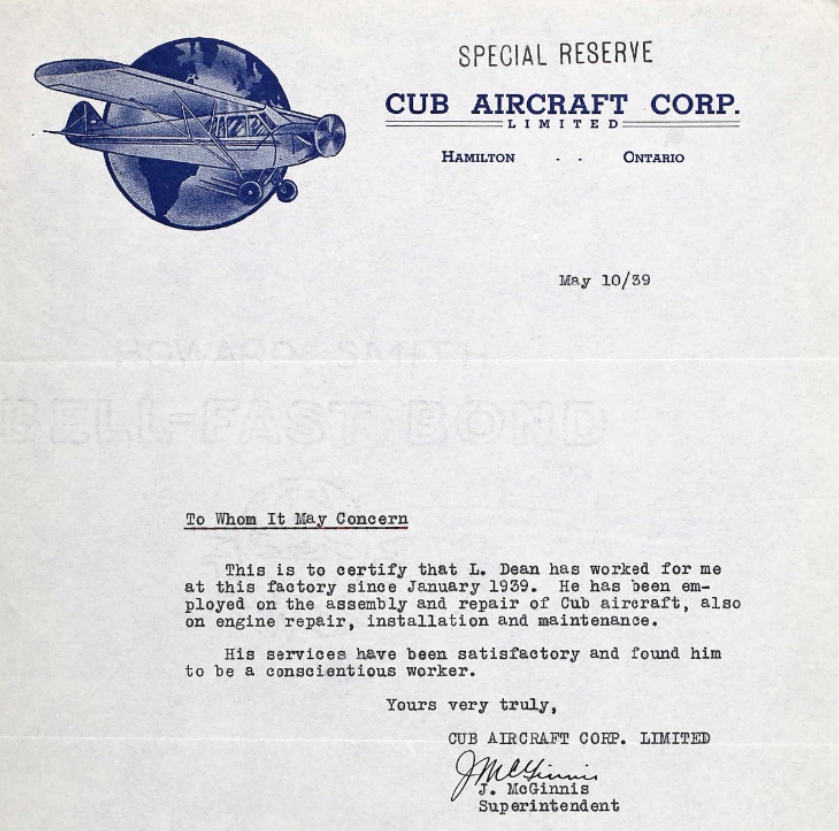 SPECIAL RESERVE
CUB AIRCRAFT CORP.
LIMITED
HAMILTON - - ONTARIO
May 10/39
HOWARD SMITH
BELL-FAST BOND
To Whom It May Concern
This is to certify that L. Dean has worked for me
at this factory since January 1939. He has been em-
ployed on the assembly and repair of Cub aircraft, also
on engine repair, installation and maintenance.
His services have been satisfactory and found him
to be a conscientious worker.
Yours very truly,
CUB AIRCRAFT CORP. LIMITED
J McGinnis
J. McGinnis
Superintendent